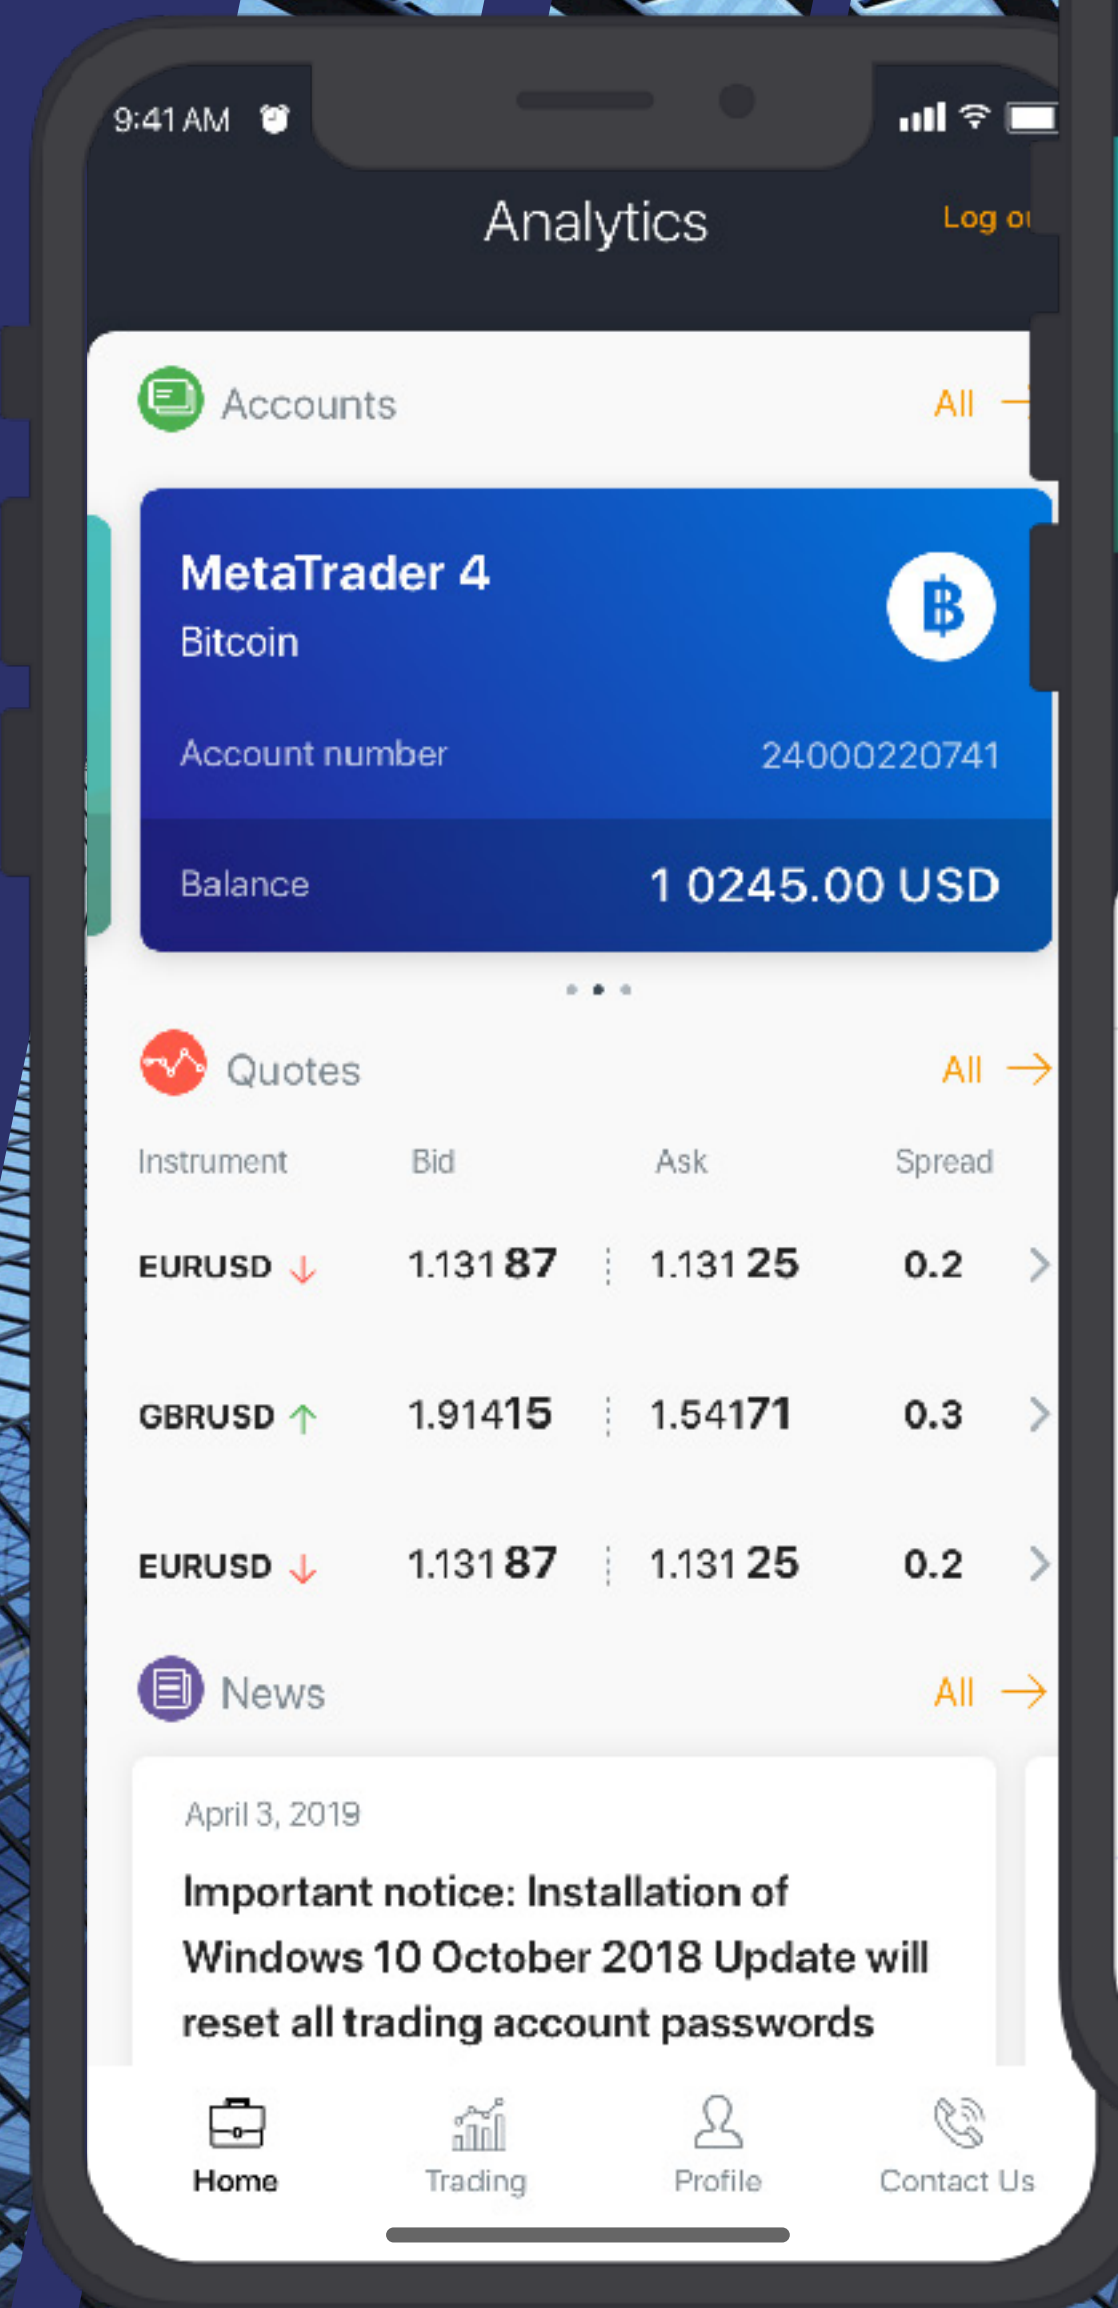 9:41 AM
Analytics
Log
Accounts
All
MetaTrader 4
Bitcoin
Account number 24000220741
Balance 1 0245.00 USD
Quotes
All
Instrument Bid Ask Spread
EURUSD 1.131 87 1.131 25 0.2
GBRUSD 1.91415 1.54171 0.3
EURUSD 1.131 87 1.131 25 0.2
News
All
April 3, 2019
Important notice: Installation of
Windows 10 October 2018 Update will
reset all trading account passwords
Home Trading Profile Contact Us